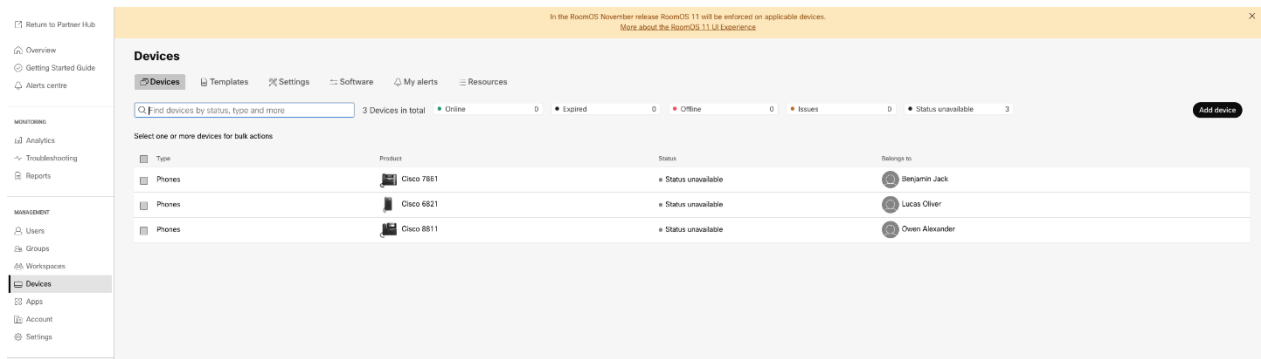 In the RoomOS November release RoomOS 11 will be enforced on applicable devices.
More about the RoomOS 11 UI Experience
Return to Partner Hub
Overview
Getting Started Guide
Alerts centre
MONITORING
Analytics
Troubleshooting
Reports
MANAGEMENT
Users
Groups
Workspaces
Devices
Apps
Account
Settings
Devices
Devices Templates Settings Software My alerts Resources
Find devices by status, type and more 3 Devices in total Online 0 Expired 0 Offline 0 Issues 0 Status unavailable 3 Add device
Select one or more devices for bulk actions
Type Product Status Belongs to
Phones Cisco 7861 Status unavailable Benjamin Jack
Phones Cisco 6821 Status unavailable Lucas Oliver
Phones Cisco 8811 Status unavailable Owen Alexander